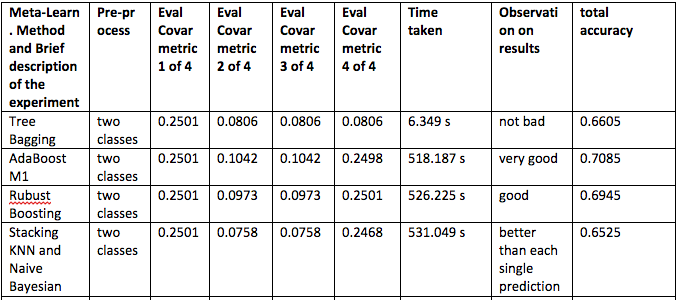 Meta-Learn Pre-pr Eval Eval Eval Eval Time Observati total
. Method ocess Covar Covar Covar Covar taken on on accuracy
and Brief metric metric metric metric results
description 1 of 4 2 of 4 3 of 4 4 of 4
of the
experiment
Tree two 0.2501 0.0806 0.0806 0.0806 6.349 s not bad 0.6605
Bagging classes
AdaBoost two 0.2501 0.1042 0.1042 0.2498 518.187 s very good 0.7085
M1 classes
Rubust two 0.2501 0.0973 0.0973 0.2501 526.225 s good 0.6945
Boosting classes
Stacking two 0.2501 0.0758 0.0758 0.2468 531.049 s better 0.6525
KNN and classes than each
Naive single
Bayesian prediction